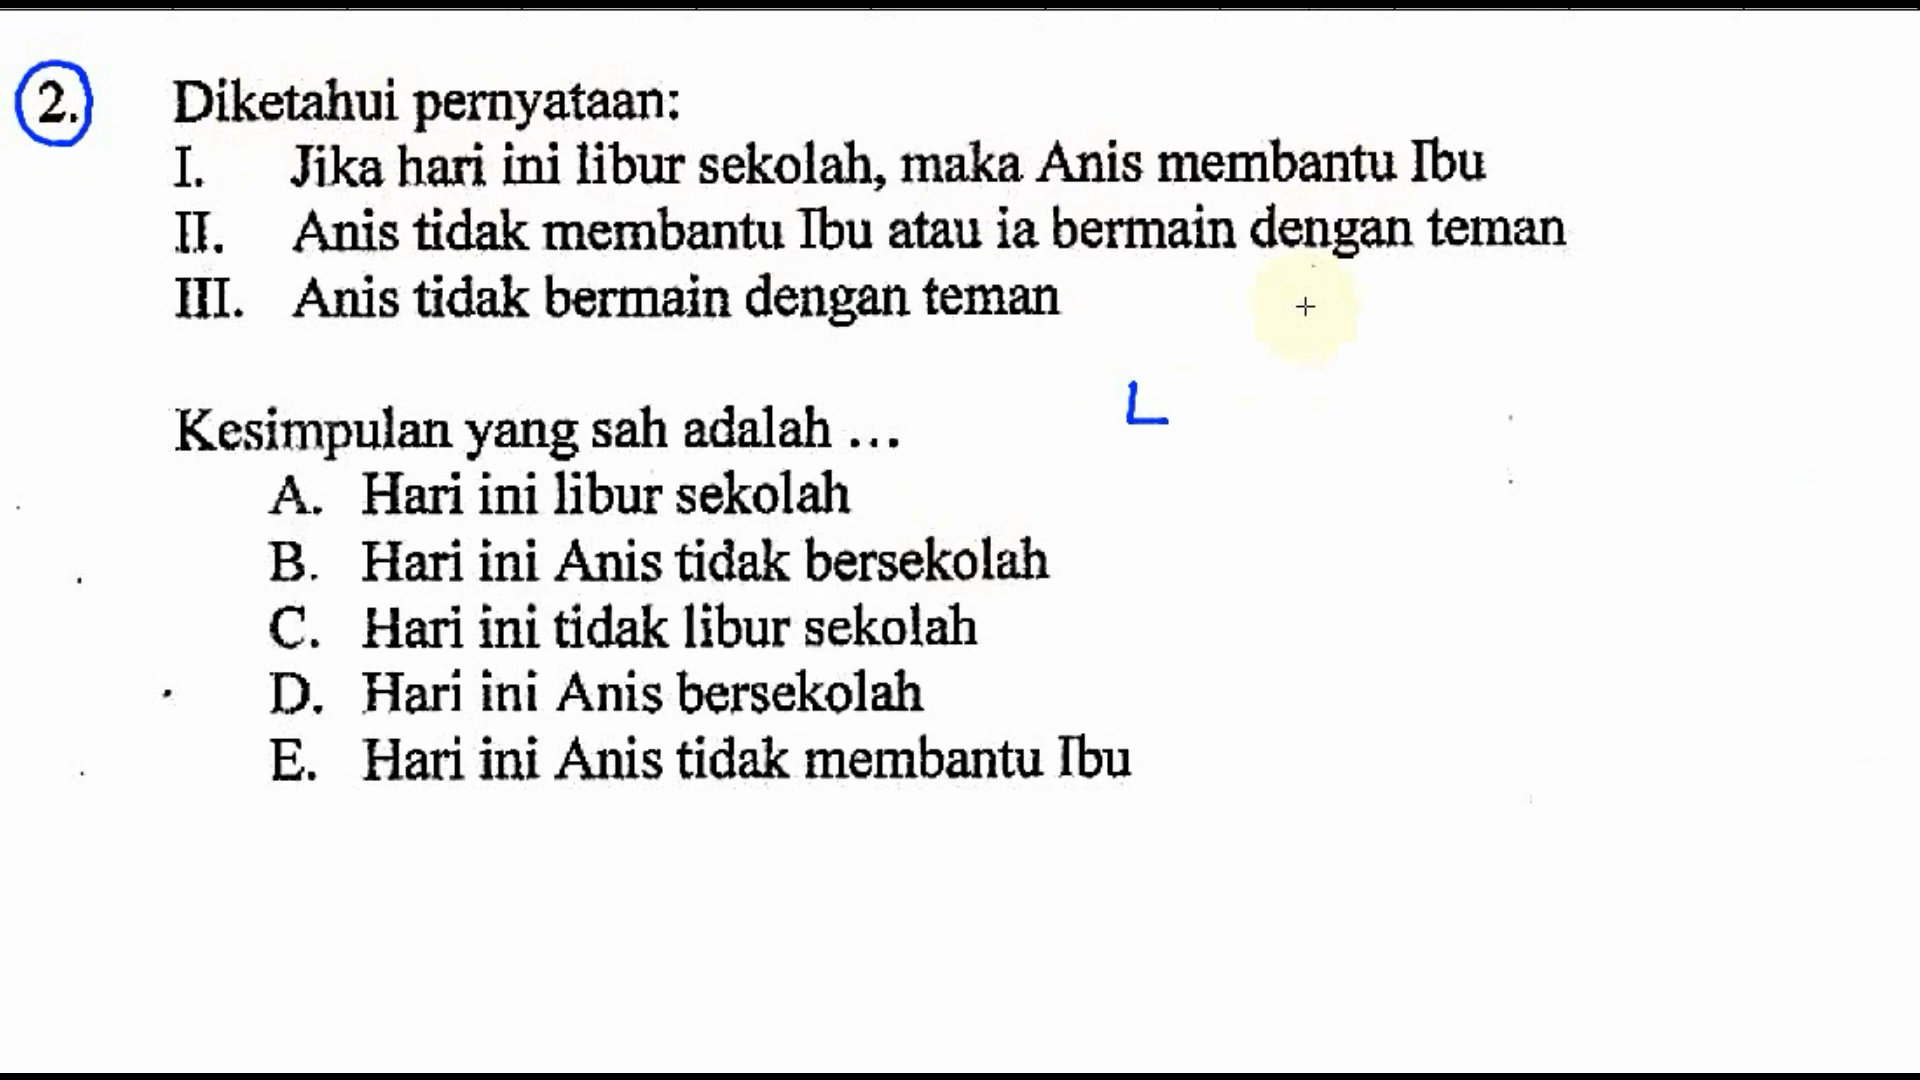 2. Diketahui pernyataan:
I. Jika hari ini libur sekolah, maka Anis membantu Ibu
II. Anis tidak membantu Ibu atau ia bermain dengan teman
III. Anis tidak bermain dengan teman
L
Kesimpulan yang sah adalah ...
A. Hari ini libur sekolah
B. Hari ini Anis tidak bersekolah
C. Hari ini tidak libur sekolah
D. Hari ini Anis bersekolah
E. Hari ini Anis tidak membantu Ibu